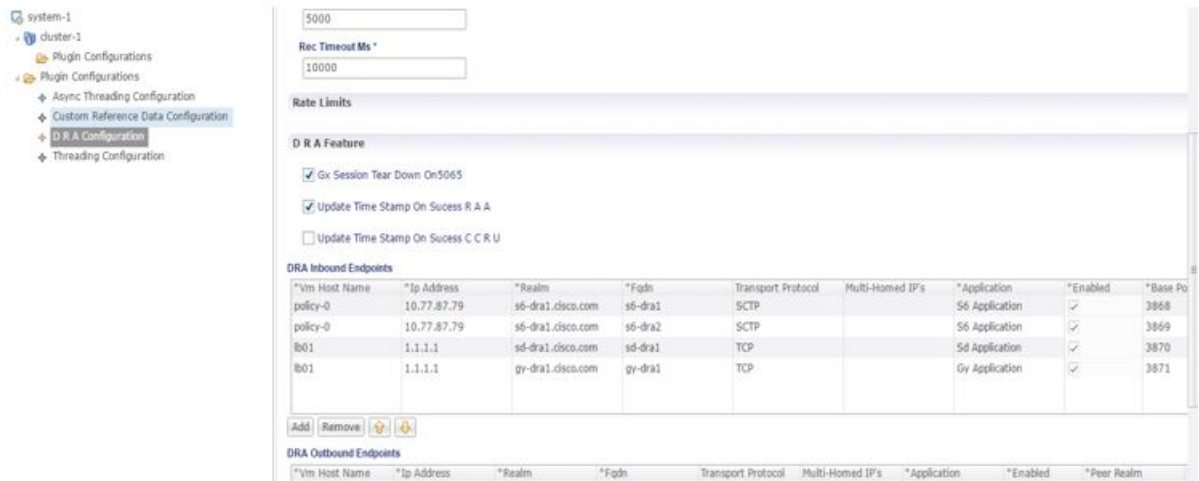 system-1
cluster-1
Plugin Configurations
Plugin Configurations
Async Threading Configuration
Custom Reference Data Configuration
D R A Configuration
Threading Configuration
5000
Rec Timeout Ms *
10000
Rate Limits
D R A Feature
Gx Session Tear Down On5065
Update Time Stamp On Sucess R A A
Update Time Stamp On Sucess C C R U
DRA Inbound Endpoints
*Vm Host Name *Ip Address *Realm *Fqdn Transport Protocol Multi-Homed IP's *Application *Enabled *Base Po
policy-0 10.77.87.79 s6-dra1.cisco.com s6-dra1 SCTP S6 Application 3868
policy-0 10.77.87.79 s6-dra1.cisco.com s6-dra2 SCTP S6 Application 3869
lb01 1.1.1.1 sd-dra1.cisco.com sd-dra1 TCP Sd Application 3870
lb01 1.1.1.1 gy-dra1.cisco.com gy-dra1 TCP Gy Application 3871
Add Remove
DRA Outbound Endpoints
*Vm Host Name *Ip Address *Realm *Fqdn Transport Protocol Multi-Homed IP's *Application *Enabled *Peer Realm